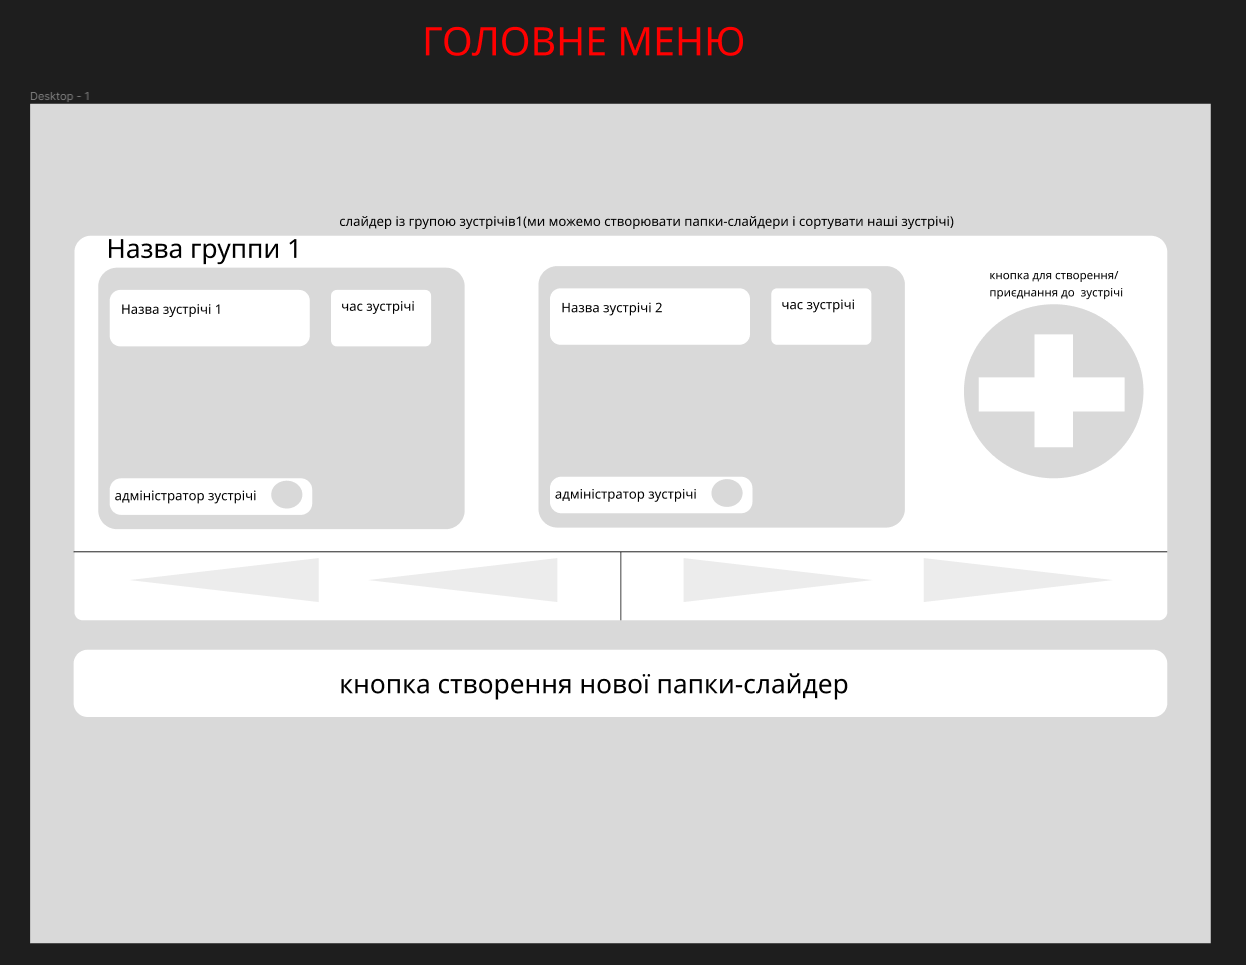 ГОЛОВНЕ МЕНЮ
Desktop - 1
слайдер із групою зустрічів1(ми можемо створювати папки-слайдери і сортувати наші зустрічі)
Назва группи 1
кнопка для створення/
приєднання до зустрічі
Назва зустрічі 1
час зустрічі
Назва зустрічі 2
час зустрічі
адміністратор зустрічі
адміністратор зустрічі
кнопка створення нової папки-слайдер